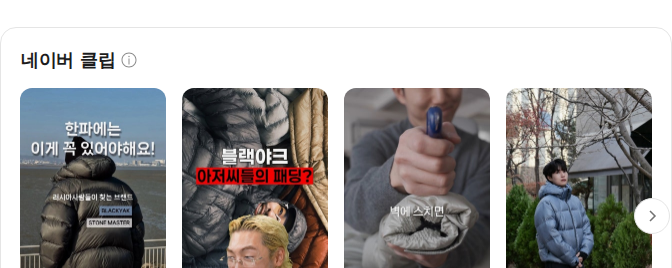 네이버 클립
한파에는
이게 꼭 있어야해요!
러시아사람들이 찾는 브랜드
BLACKYAK
STONE MASTER
블랙야크
아저씨들의 패딩?
벽에 스치면